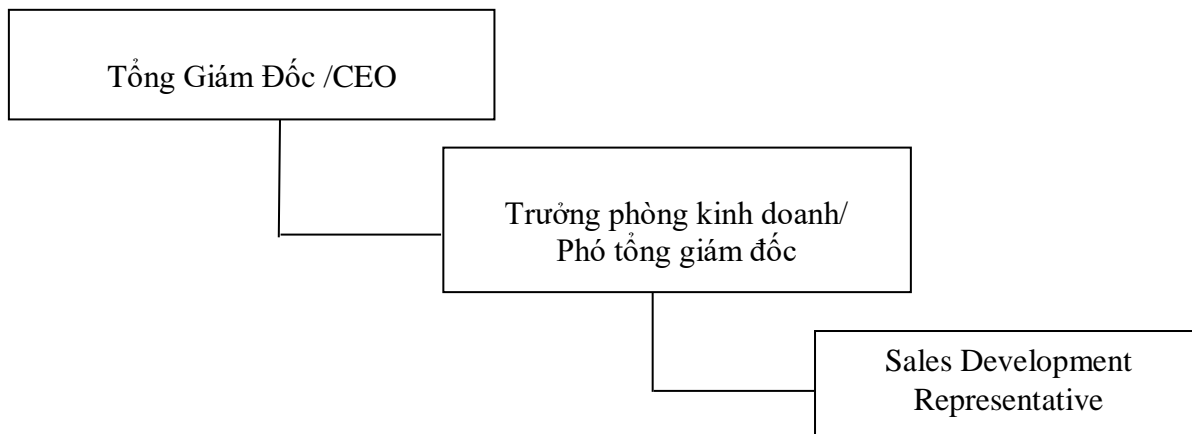 Tổng Giám Đốc /CEO
Trưởng phòng kinh doanh/
Phó tổng giám đốc
Sales Development
Representative